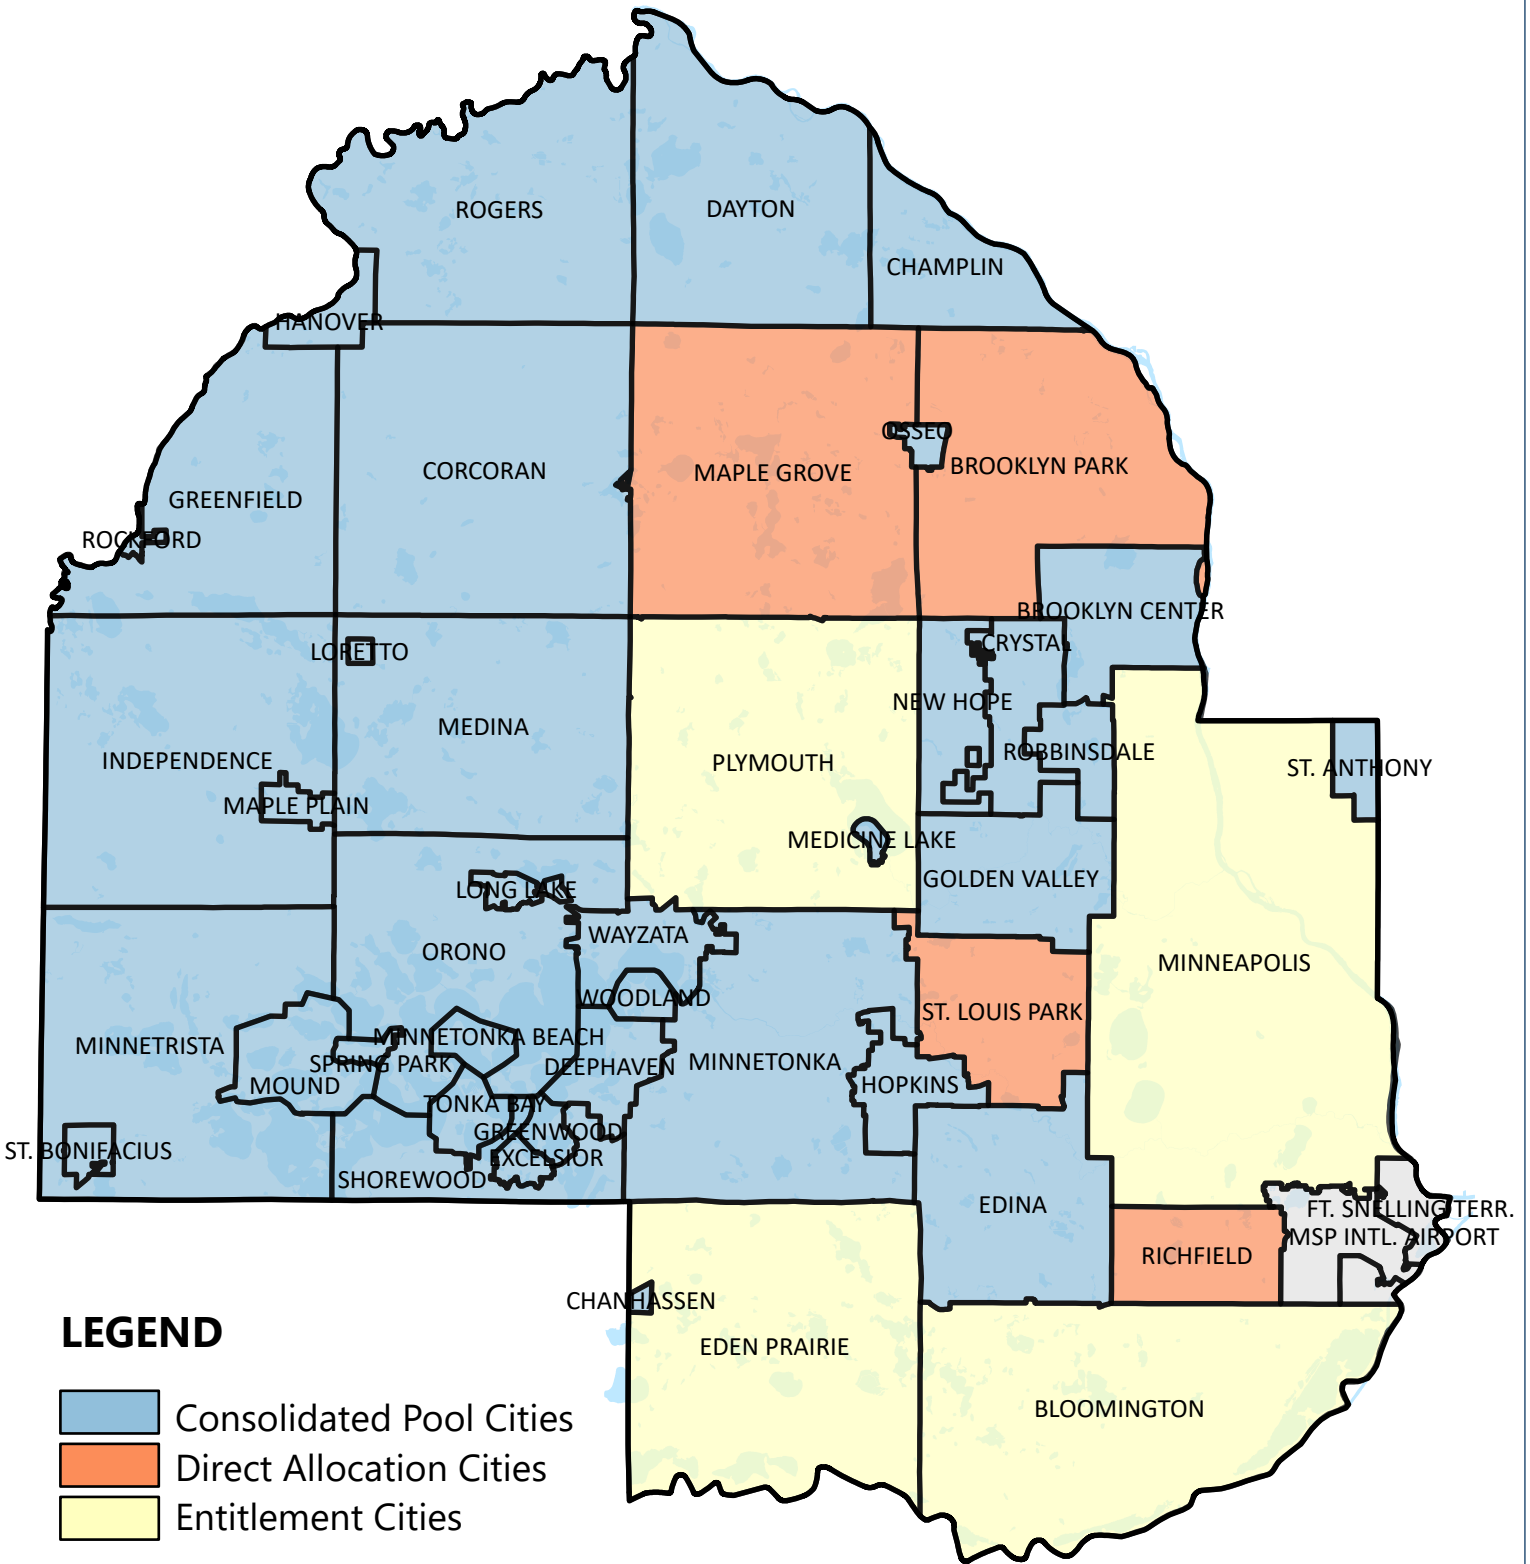 ROGERS
DAYTON
CHAMPLIN
HANOVER
CORCORAN
MAPLE GROVE
OSSEO
BROOKLYN PARK
GREENFIELD
ROCKFORD
BROOKLYN CENTER
LORETTO
CRYSTAL
NEW HOPE
MEDINA
ROBBINSDALE
INDEPENDENCE
PLYMOUTH
ST. ANTHONY
MAPLE PLAIN
MEDICINE LAKE
GOLDEN VALLEY
LONG LAKE
WAYZATA
ORONO
MINNEAPOLIS
WOODLAND
ST. LOUIS PARK
MINNETONKA BEACH
MINNETRISTA
SPRING PARK
DEEPHAVEN
MINNETONKA
MOUND
HOPKINS
TONKA BAY
GREENWOOD
ST. BONIFACIUS
EXCELSIOR
SHOREWOOD
EDINA
FT. SNELLING TERR.
MSP INTL. AIRPORT
RICHFIELD
CHANHASSEN
EDEN PRAIRIE
BLOOMINGTON
LEGEND
Consolidated Pool Cities
Direct Allocation Cities
Entitlement Cities